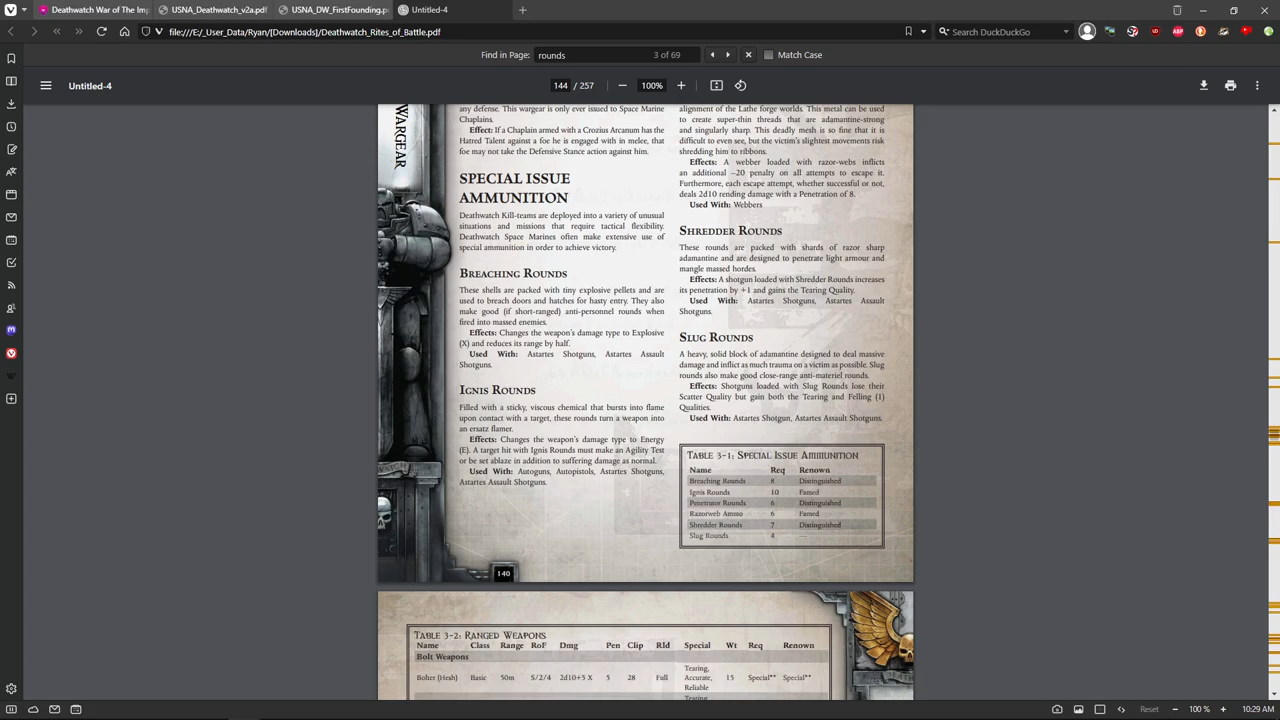 Deathwatch War of The Im
USNA_Deathwatch_v2a.pdf
USNA_DW_FirstFounding.p
Untitled-4
file:///E:/_User_Data/Ryan/[Downloads]/Deathwatch_Rites_of_Battle.pdf
Search DuckDuckGo
Find in Page:
rounds
3 of 69
Match Case
Untitled-4
144 / 257
100%
WARGEAR
any defense. This wargear is only ever issued to Space Marine
Chaplains.
Effect: If a Chaplain armed with a Crozius Arcanum has the
Hatred Talent against a foe he is engaged with in melee, that
foe may not take the Defensive Stance action against him.
SPECIAL ISSUE
AMMUNITION
Deathwatch Kill-teams are deployed into a variety of unusual
situations and missions that require tactical flexibility.
Deathwatch Space Marines often make extensive use of
special ammunition in order to achieve victory.
BREACHING ROUNDS
These shells are packed with tiny explosive pellets and are
used to breach doors and hatches for hasty entry. They also
make good (if short-ranged) anti-personnel rounds when
fired into massed enemies.
Effects: Changes the weapon's damage type to Explosive
(X) and reduces its range by half.
Used With: Astartes Shotguns, Astartes Assault
Shotguns.
IGNIS ROUNDS
Filled with a sticky, viscous chemical that bursts into flame
upon contact with a target, these rounds turn a weapon into
an ersatz flamer.
Effects: Changes the weapon's damage type to Energy
(E). A target hit with Ignis Rounds must make an Agility Test
or be set ablaze in addition to suffering damage as normal.
Used With: Autoguns, Autopistols, Astartes Shotguns,
Astartes Assault Shotguns.
140
alignment of the Lathe forge worlds. This metal can be used
to create super-thin threads that are adamantine-strong
and singularly sharp. This deadly mesh is so fine that it is
difficult to even see, but the victim's slightest movements risk
shredding him to ribbons.
Effects: A webber loaded with razor-webs inflicts
an additional –20 penalty on all attempts to escape it.
Furthermore, each escape attempt, whether successful or not,
deals 2d10 rending damage with a Penetration of 8.
Used With: Webbers
SHREDDER ROUNDS
These rounds are packed with shards of razor sharp
adamantine and are designed to penetrate light armour and
mangle massed hordes.
Effects: A shotgun loaded with Shredder Rounds increases
its penetration by +1 and gains the Tearing Quality.
Used With: Astartes Shotguns, Astartes Assault
Shotguns.
SLUG ROUNDS
A heavy, solid block of adamantine designed to deal massive
damage and inflict as much trauma on a victim as possible. Slug
rounds also make good close-range anti-materiel rounds.
Effects: Shotguns loaded with Slug Rounds lose their
Scatter Quality but gain both the Tearing and Felling (1)
Qualities.
Used With: Astartes Shotgun, Astartes Assault Shotguns.
TABLE 3-1: SPECIAL ISSUE AMMUNITION
Name Req Renown
Breaching Rounds 8 Distinguished
Ignis Rounds 10 Famed
Penetrator Rounds 6 Distinguished
Razorweb Ammo 6 Famed
Shredder Rounds 7 Distinguished
Slug Rounds 4 —
TABLE 3-2: RANGED WEAPONS
Name Class Range RoF Dmg Pen Clip Rld Special Wt Req Renown
Bolt Weapons
Bolter (Hesh) Basic 50m S/2/4 2d10+5 X 5 28 Full Tearing, Accurate, Reliable 15 Special** Special**
Reset
100 %
10:29 AM